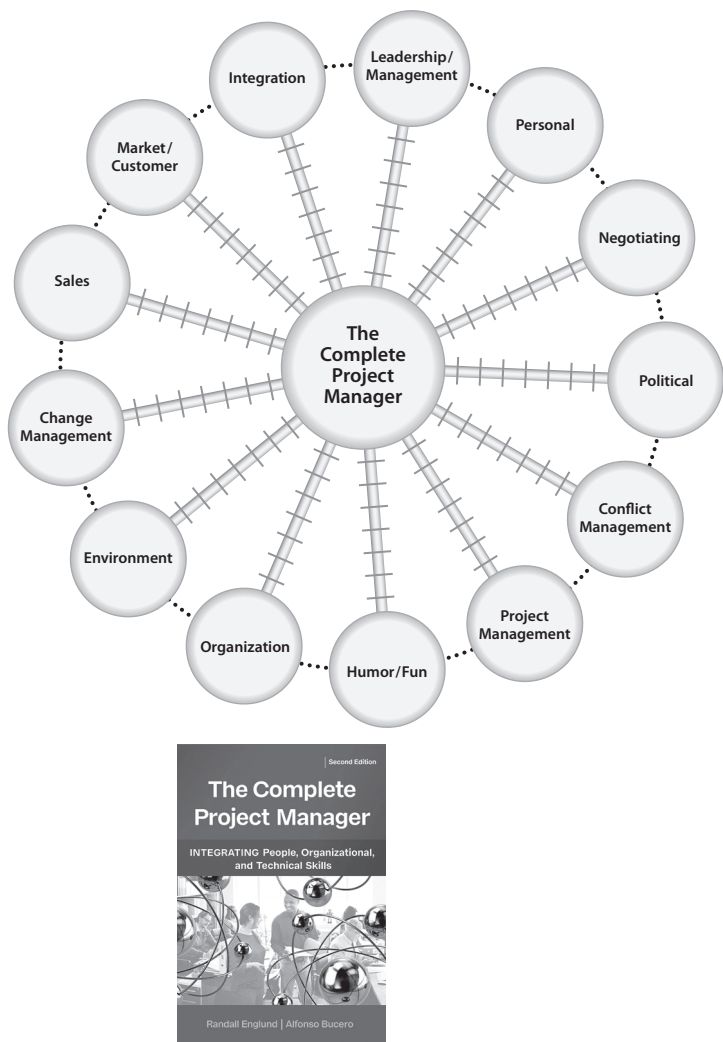 Leadership/
Management
Personal
Negotiating
Political
Conflict
Management
Project
Management
Humor/Fun
Organization
Environment
Change
Management
Sales
Market/
Customer
Integration
The
Complete
Project
Manager
Second Edition
The Complete
Project Manager
INTEGRATING People, Organizational,
and Technical Skills
Randall Englund | Alfonso Bucero